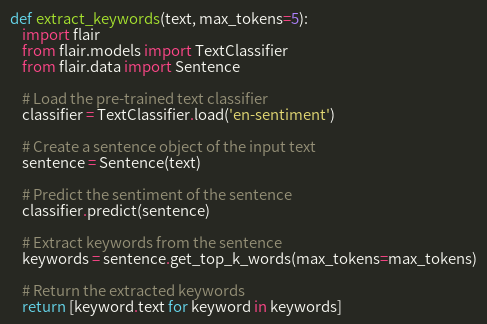 def extract_keywords(text, max_tokens=5):
    import flair
    from flair.models import TextClassifier
    from flair.data import Sentence

    # Load the pre-trained text classifier
    classifier = TextClassifier.load('en-sentiment')

    # Create a sentence object of the input text
    sentence = Sentence(text)

    # Predict the sentiment of the sentence
    classifier.predict(sentence)

    # Extract keywords from the sentence
    keywords = sentence.get_top_k_words(max_tokens=max_tokens)

    # Return the extracted keywords
    return [keyword.text for keyword in keywords]